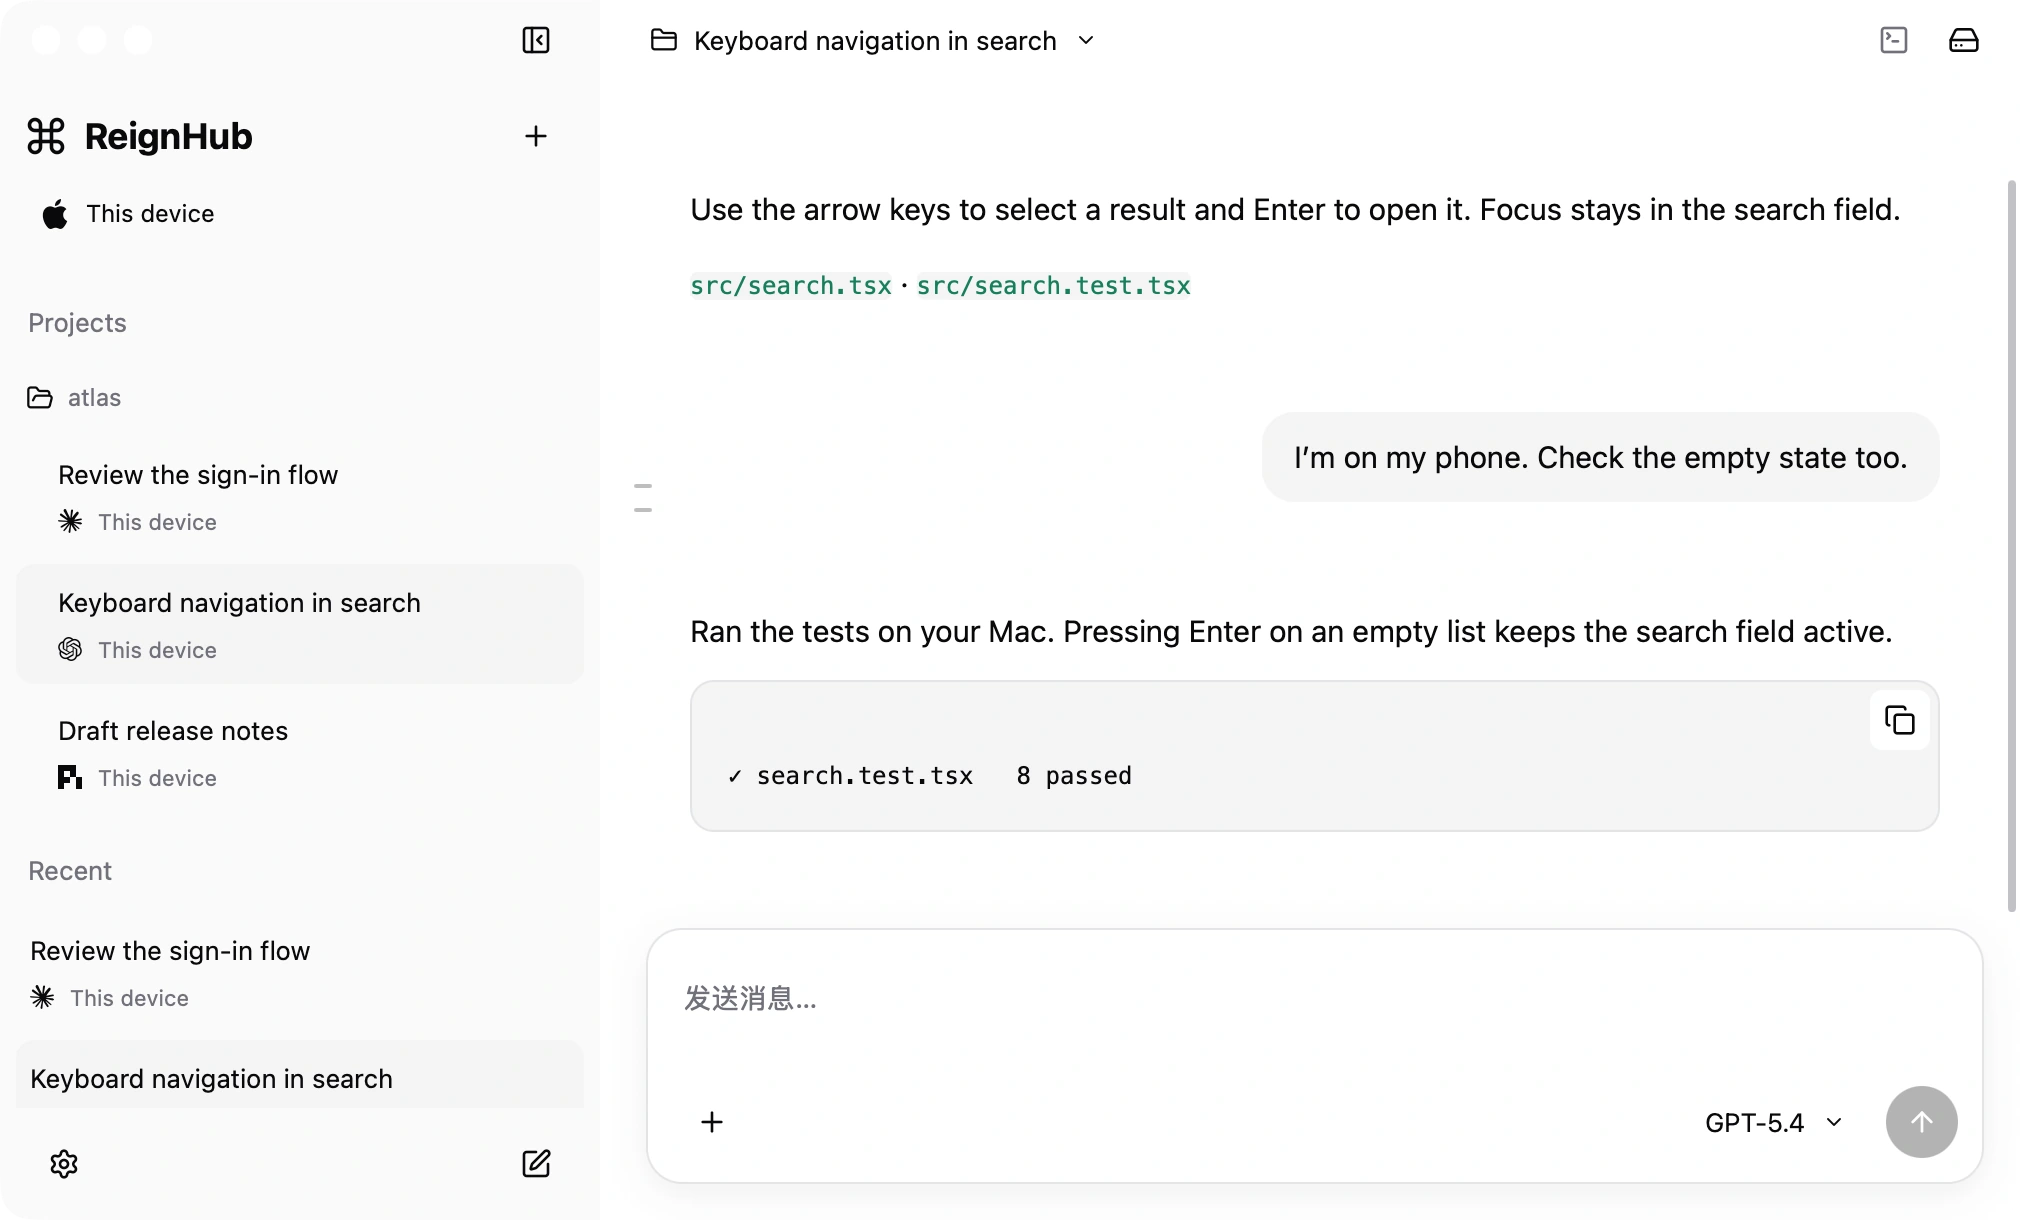 ReignHub
This device
Projects
atlas
Review the sign-in flow
This device
Keyboard navigation in search
This device
Draft release notes
This device
Recent
Review the sign-in flow
This device
Keyboard navigation in search
Keyboard navigation in search
Use the arrow keys to select a result and Enter to open it. Focus stays in the search field.
src/search.tsx · src/search.test.tsx
I’m on my phone. Check the empty state too.
Ran the tests on your Mac. Pressing Enter on an empty list keeps the search field active.
✓ search.test.tsx   8 passed
发送消息...
GPT-5.4